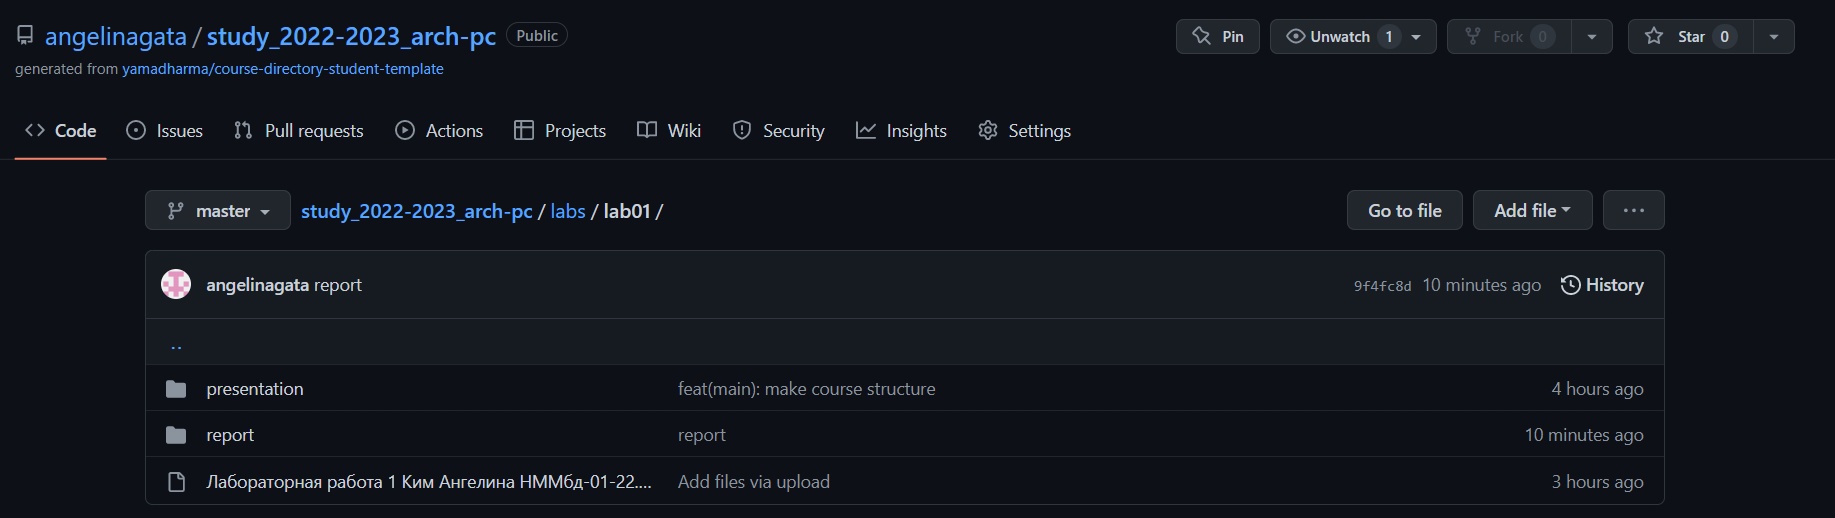 angelinagata / study_2022-2023_arch-pc Public Pin Unwatch 1 Fork 0 Star 0
generated from yamadharma/course-directory-student-template
Code Issues Pull requests Actions Projects Wiki Security Insights Settings
master study_2022-2023_arch-pc / labs / lab01 / Go to file Add file ...
angelinagata report 9f4fc8d 10 minutes ago History
..
presentation feat(main): make course structure 4 hours ago
report report 10 minutes ago
Лабораторная работа 1 Ким Ангелина НММбд-01-22.... Add files via upload 3 hours ago